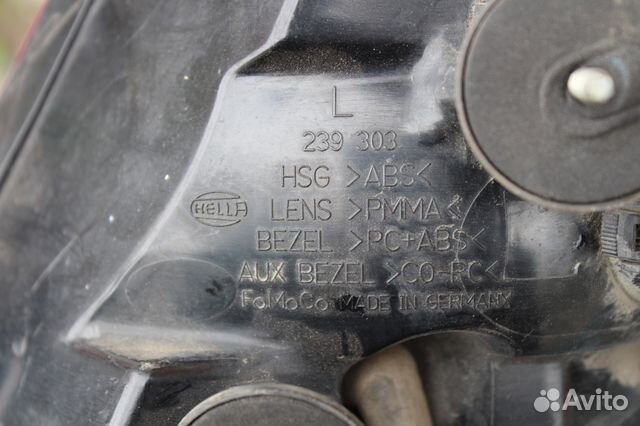 L
239 303
HSG >ABS<
HELLA
LENS >PMMA<
BEZEL >PC+ABS<
AUX BEZEL >CO-PC<
FoMoCo MADE IN GERMANY
Avito